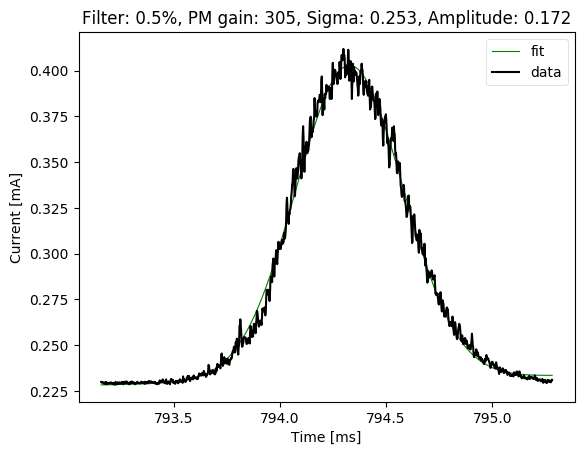 Filter: 0.5%, PM gain: 305, Sigma: 0.253, Amplitude: 0.172
fit
data
0.400
0.375
0.350
0.325
0.300
0.275
0.250
0.225
Current [mA]
793.5 794.0 794.5 795.0
Time [ms]